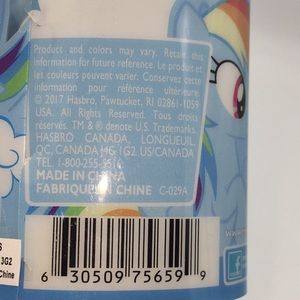 Product and colors may vary. Retain this
information for future reference. Le produit et
les couleurs peuvent varier. Conservez cette
information pour référence ultérieure.
© 2017 Hasbro, Pawtucket, RI 02861-1059
USA. All Rights Reserved. Tous droits
réservés. TM & ® denote U.S. Trademarks.
HASBRO CANADA, LONGUEUIL,
QC, CANADA J4G 1G2. US/CANADA
TEL. 1-800-255-5516.
MADE IN CHINA
FABRIQUÉ EN CHINE C-029A
S
3G2
Chine
6 30509 75659 9
f